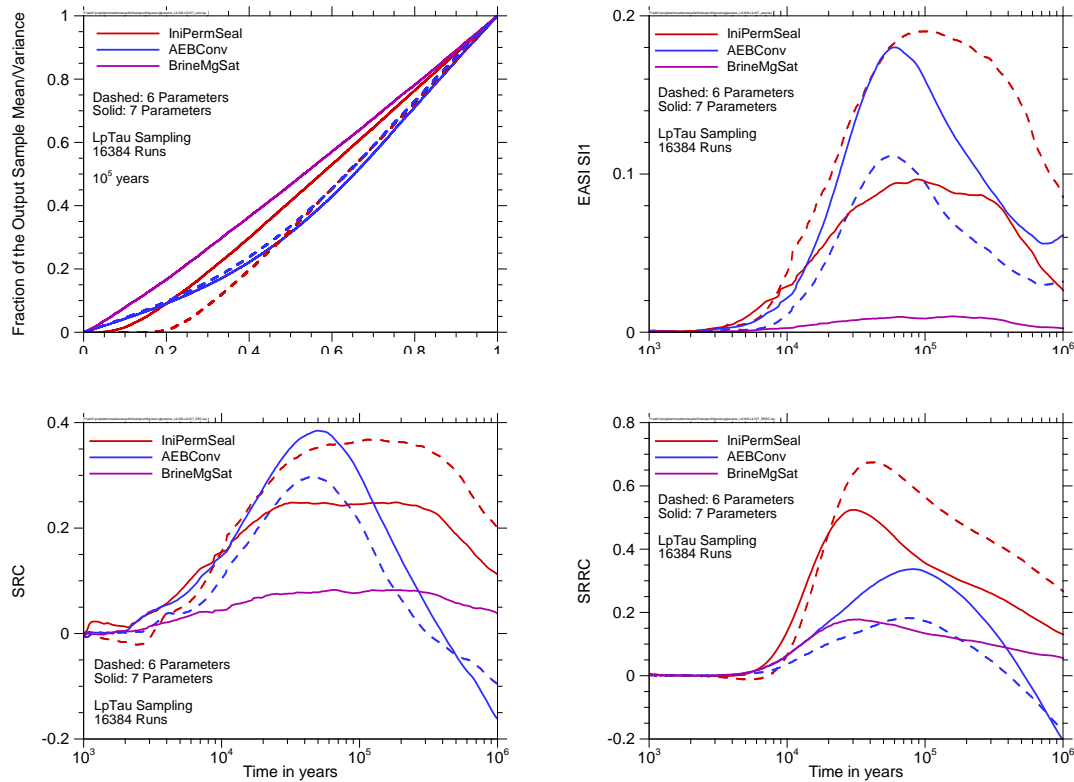 IniPermSeal
AEBConv
BrineMgSat
Dashed: 6 Parameters
Solid: 7 Parameters
LpTau Sampling
16384 Runs
10⁵ years
Fraction of the Output Sample Mean/Variance
1
0.8
0.6
0.4
0.2
0
0 0.2 0.4 0.6 0.8 1
IniPermSeal
AEBConv
BrineMgSat
Dashed: 6 Parameters
Solid: 7 Parameters
LpTau Sampling
16384 Runs
EASI SI1
0.2
0.1
0
10³ 10⁴ 10⁵ 10⁶
IniPermSeal
AEBConv
BrineMgSat
Dashed: 6 Parameters
Solid: 7 Parameters
LpTau Sampling
16384 Runs
SRC
0.4
0.2
0
-0.2
10³ 10⁴ 10⁵ 10⁶
Time in years
IniPermSeal
AEBConv
BrineMgSat
Dashed: 6 Parameters
Solid: 7 Parameters
LpTau Sampling
16384 Runs
SRRC
0.8
0.6
0.4
0.2
0
-0.2
10³ 10⁴ 10⁵ 10⁶
Time in years